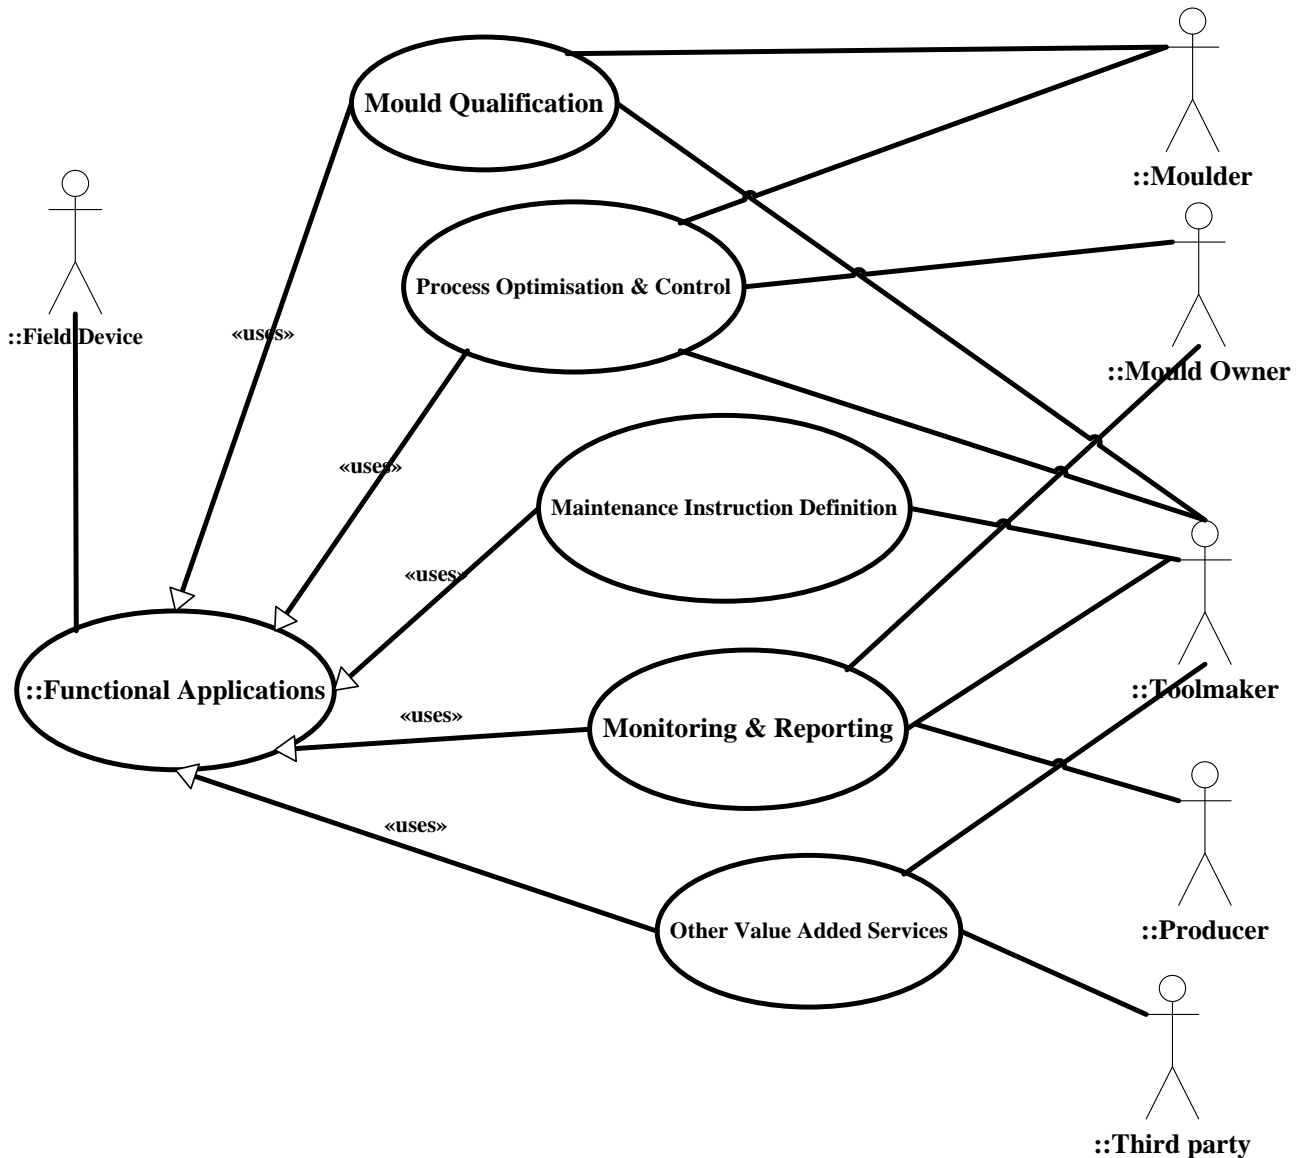 Mould Qualification
::Moulder
Process Optimisation & Control
::Field Device
«uses»
::Mould Owner
«uses»
Maintenance Instruction Definition
«uses»
::Functional Applications
::Toolmaker
«uses»
Monitoring & Reporting
«uses»
Other Value Added Services
::Producer
::Third party